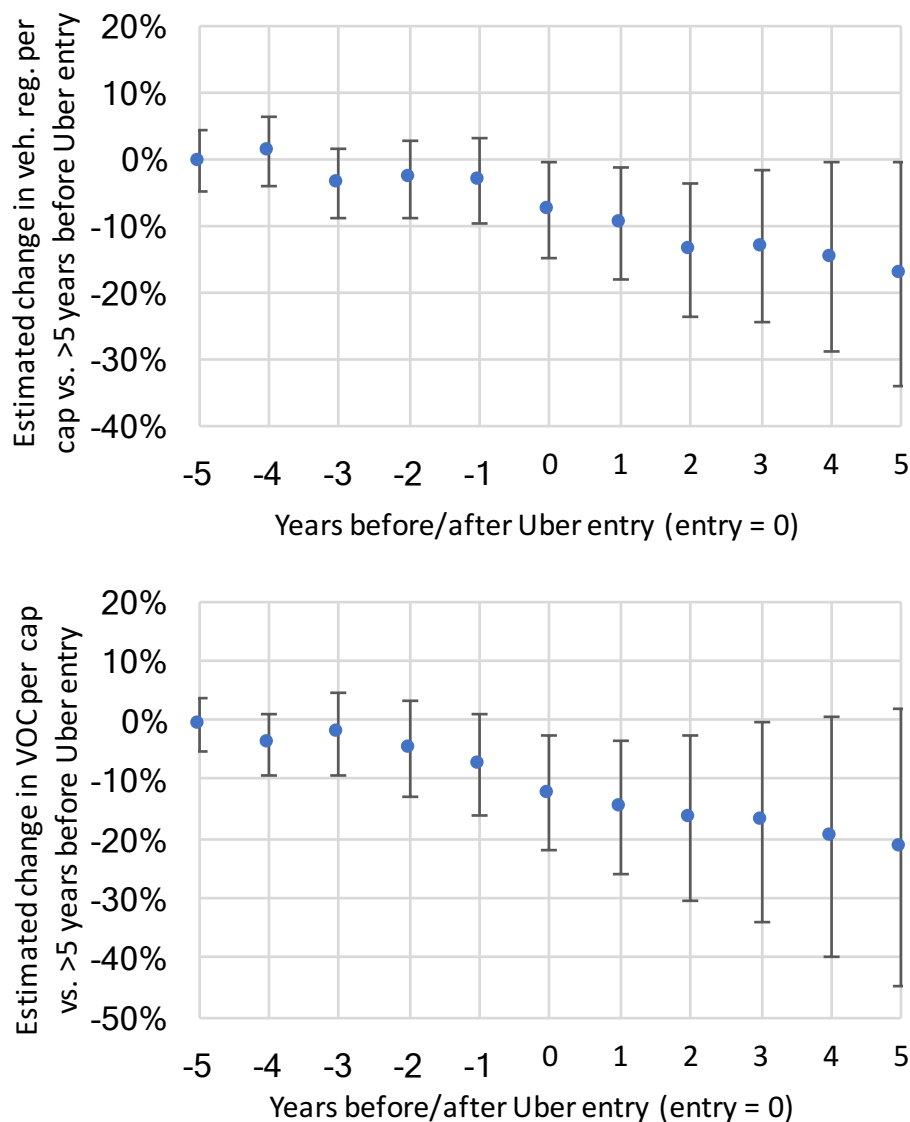 Estimated change in veh. reg. per
cap vs. >5 years before Uber entry
20%
10%
0%
-10%
-20%
-30%
-40%
-5 -4 -3 -2 -1 0 1 2 3 4 5
Years before/after Uber entry (entry = 0)
Estimated change in VOC per cap
vs. >5 years before Uber entry
20%
10%
0%
-10%
-20%
-30%
-40%
-50%
-5 -4 -3 -2 -1 0 1 2 3 4 5
Years before/after Uber entry (entry = 0)